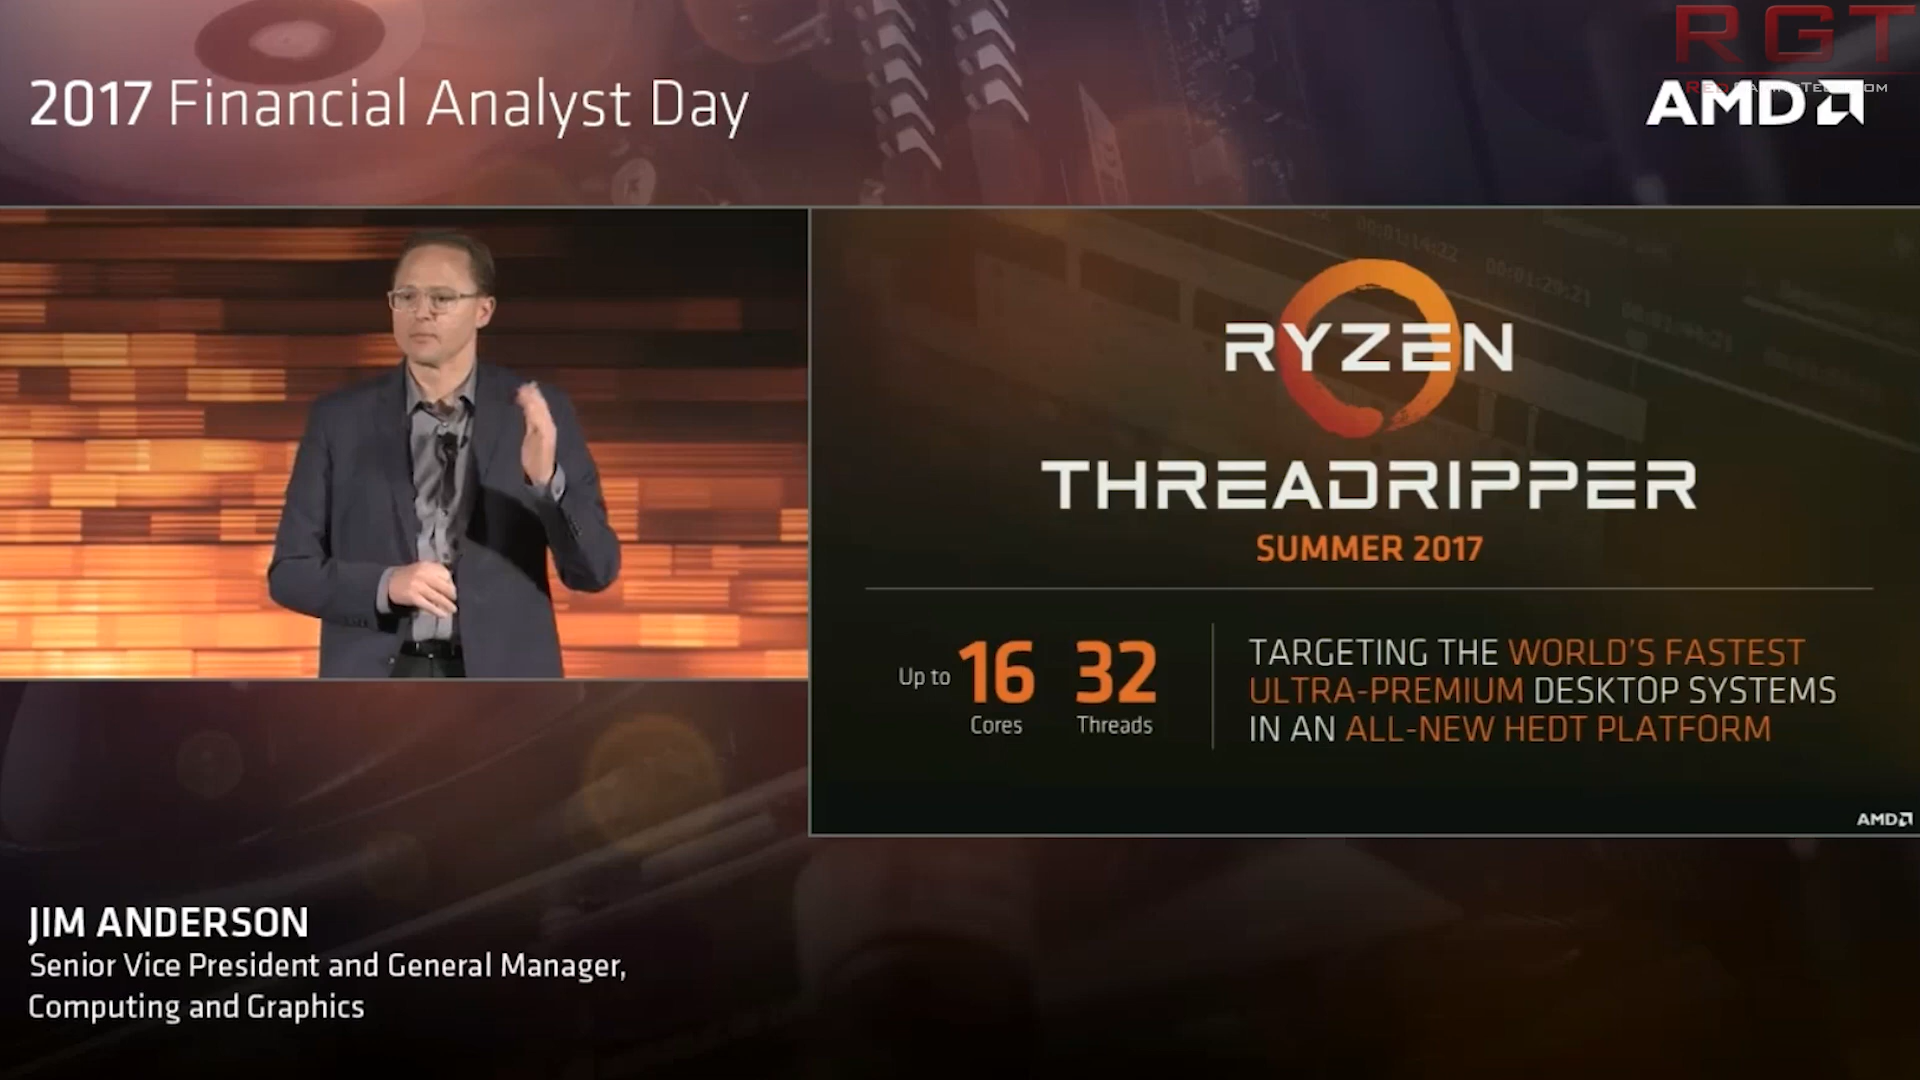 RGT
2017 Financial Analyst Day
AMD
RYZEN
THREADRIPPER
SUMMER 2017
Up to 16 32
Cores Threads
TARGETING THE WORLD'S FASTEST
ULTRA-PREMIUM DESKTOP SYSTEMS
IN AN ALL-NEW HEDT PLATFORM
AMD
JIM ANDERSON
Senior Vice President and General Manager,
Computing and Graphics